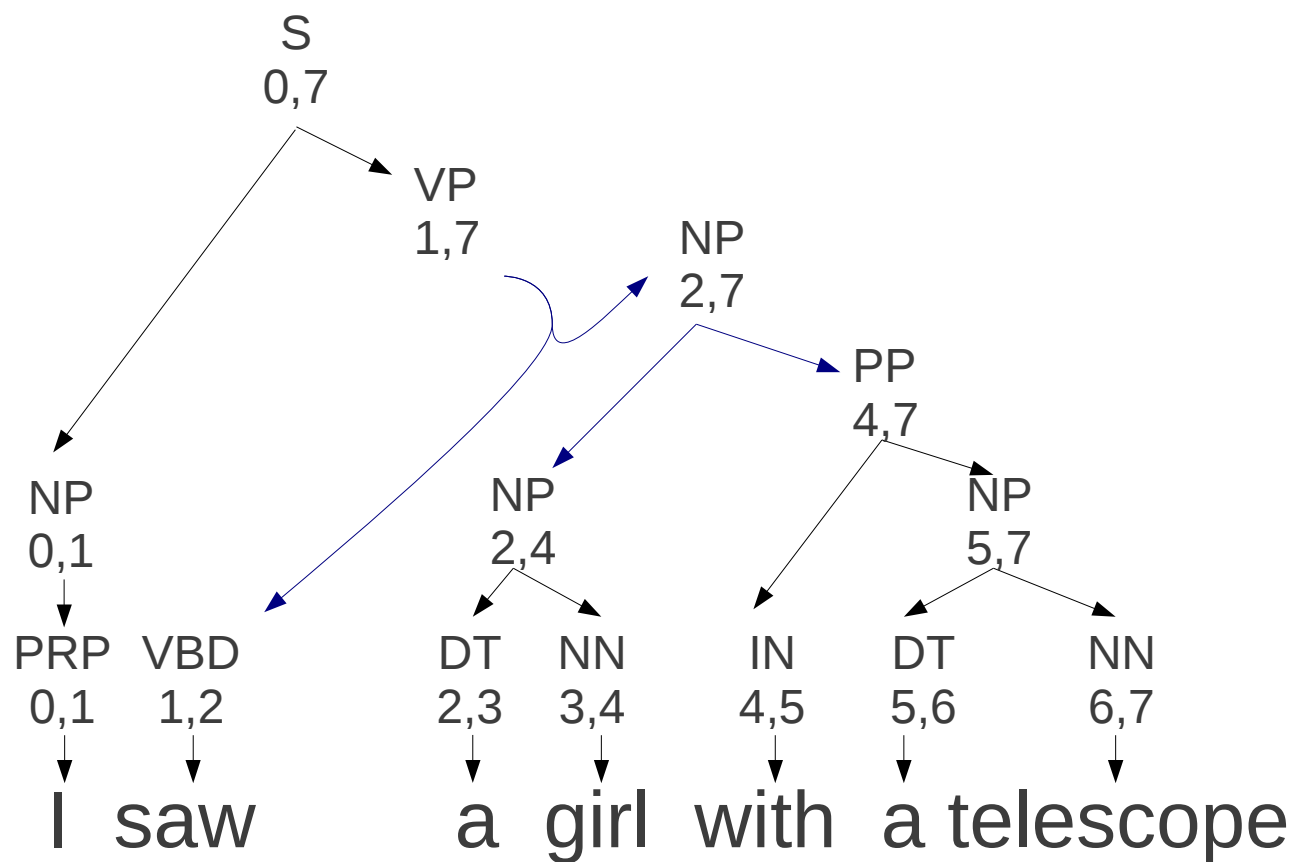 S
0,7
VP
1,7
NP
2,7
PP
4,7
NP
0,1
NP
2,4
NP
5,7
PRP VBD DT NN IN DT NN
0,1 1,2 2,3 3,4 4,5 5,6 6,7
I saw a girl with a telescope